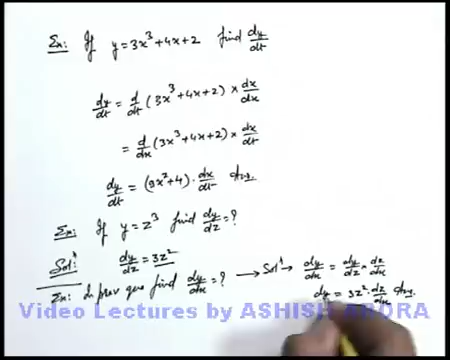 Ex: If y = 3x³ + 4x + 2 find dy/dt
dy/dt = d/dt (3x³ + 4x + 2) × dx/dx
= d/dx (3x³ + 4x + 2) × dx/dt
dy/dt = (9x² + 4) · dx/dt Ans.
Ex: If y = z³ find dy/dz = ?
Solⁿ: dy/dz = 3z²
Ex: In prev ques find dy/dx = ? → Solⁿ → dy/dx = dy/dz × dz/dx
dy = 3z² · dz/dx Ans.
Video Lectures by ASHISH ARORA